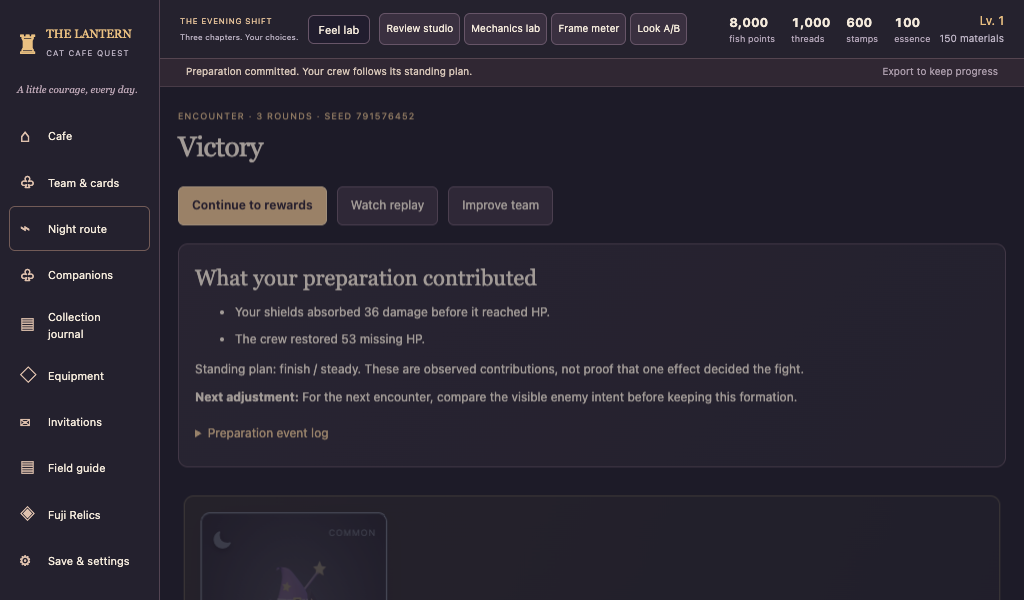 THE LANTERN
CAT CAFE QUEST
A little courage, every day.
Cafe
Team & cards
Night route
Companions
Collection
journal
Equipment
Invitations
Field guide
Fuji Relics
Save & settings
THE EVENING SHIFT
Three chapters. Your choices.
Feel lab
Review studio
Mechanics lab
Frame meter
Look A/B
8,000
fish points
1,000
threads
600
stamps
100
essence
Lv. 1
150 materials
Preparation committed. Your crew follows its standing plan.
Export to keep progress
ENCOUNTER · 3 ROUNDS · SEED 791576452
Victory
Continue to rewards
Watch replay
Improve team
What your preparation contributed
• Your shields absorbed 36 damage before it reached HP.
• The crew restored 53 missing HP.
Standing plan: finish / steady. These are observed contributions, not proof that one effect decided the fight.
Next adjustment: For the next encounter, compare the visible enemy intent before keeping this formation.
Preparation event log
COMMON